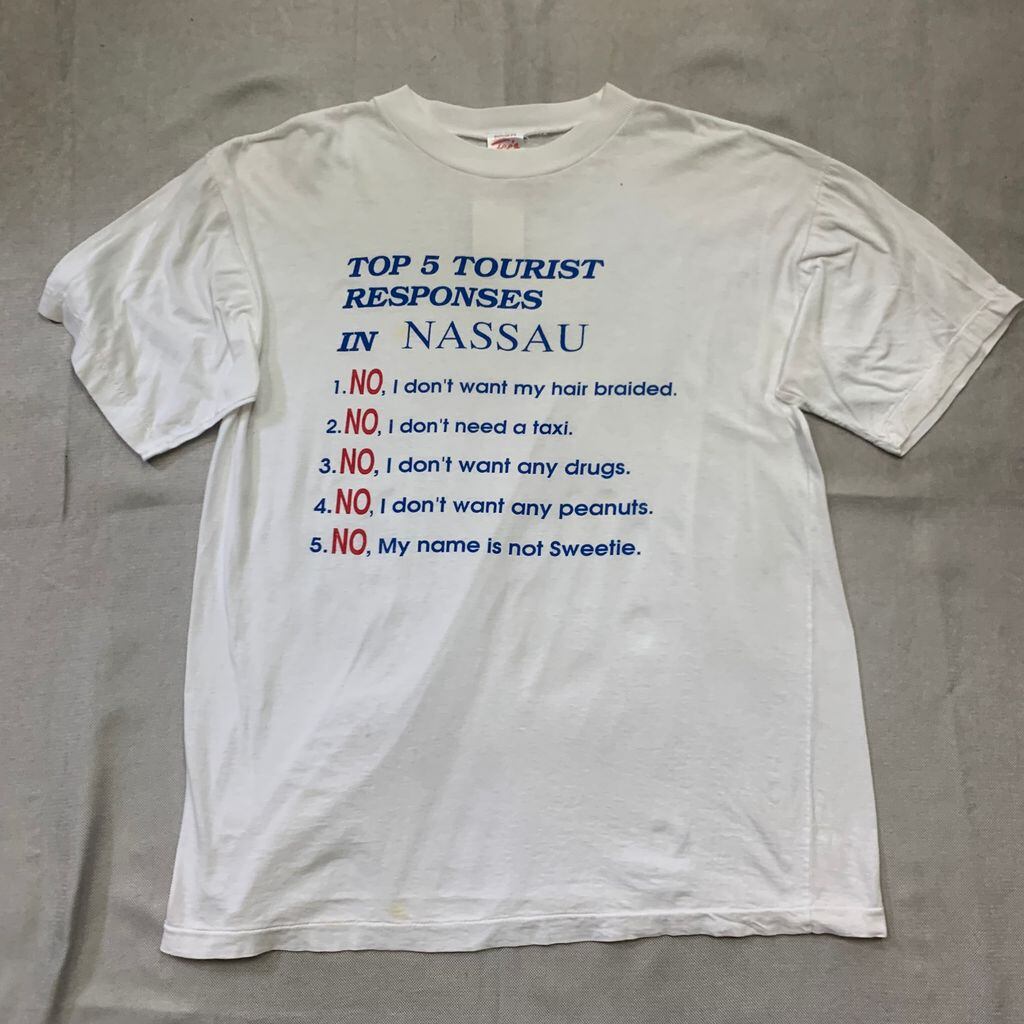 TOP 5 TOURIST
RESPONSES
IN NASSAU
1. NO, I don't want my hair braided.
2. NO, I don't need a taxi.
3. NO, I don't want any drugs.
4. NO, I don't want any peanuts.
5. NO, My name is not Sweetie.